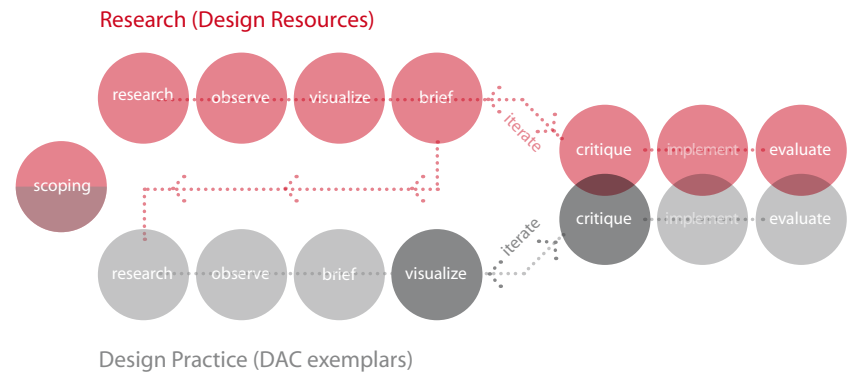 Research (Design Resources)
research observe visualize brief
iterate
critique implement evaluate
scoping
critique implement evaluate
iterate
research observe brief visualize
Design Practice (DAC exemplars)